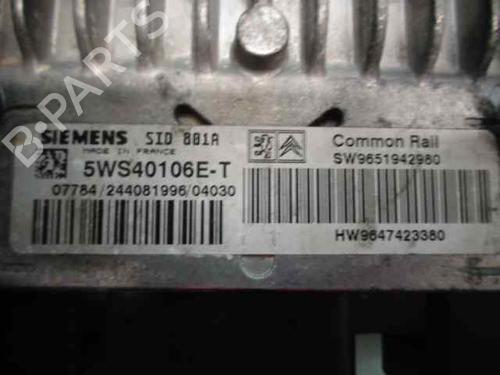 SIEMENS SID 801A
MADE IN FRANCE
5WS40106E-T
07784/244081996/04030
Common Rail
SW9651942980
HW9647423380
B-PARTS